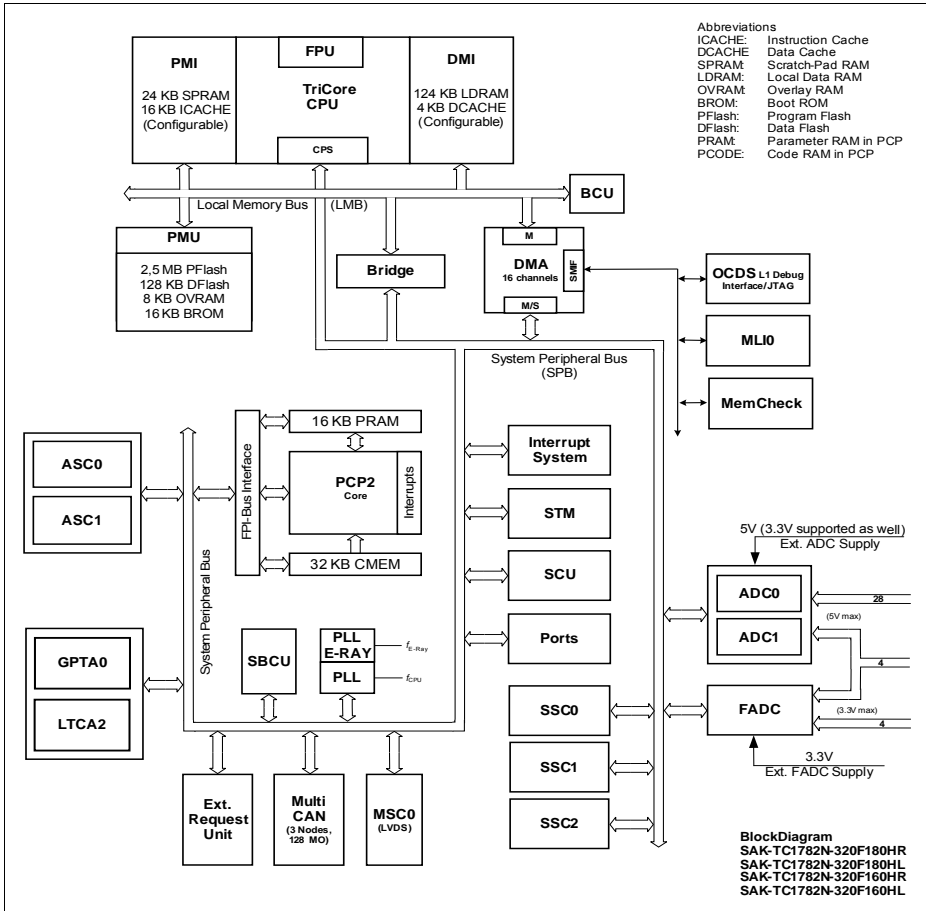 Abbreviations
ICACHE: Instruction Cache
DCACHE Data Cache
SPRAM: Scratch-Pad RAM
LDRAM: Local Data RAM
OVRAM: Overlay RAM
BROM: Boot ROM
PFlash: Program Flash
DFlash: Data Flash
PRAM: Parameter RAM in PCP
PCODE: Code RAM in PCP
PMI
24 KB SPRAM
16 KB ICACHE
(Configurable)
FPU
TriCore
CPU
CPS
DMI
124 KB LDRAM
4 KB DCACHE
(Configurable)
Local Memory Bus (LMB)
BCU
PMU
2,5 MB PFlash
128 KB DFlash
8 KB OVRAM
16 KB BROM
Bridge
M
DMA
16 channels
SMIF
M/S
OCDS L1 Debug
Interface/JTAG
MLI0
MemCheck
System Peripheral Bus
(SPB)
ASC0
ASC1
System Peripheral Bus
FPI-Bus Interface
16 KB PRAM
PCP2
Core
Interrupts
32 KB CMEM
Interrupt
System
STM
SCU
Ports
5V (3.3V supported as well)
Ext. ADC Supply
ADC0
ADC1
28
(5V max)
4
GPTA0
LTCA2
SBCU
PLL
E-RAY
PLL
fE-Ray
fCPU
FADC
(3.3V max)
4
3.3V
Ext. FADC Supply
SSC0
SSC1
SSC2
Ext.
Request
Unit
Multi
CAN
(3 Nodes,
128 MO)
MSC0
(LVDS)
BlockDiagram
SAK-TC1782N-320F180HR
SAK-TC1782N-320F180HL
SAK-TC1782N-320F160HR
SAK-TC1782N-320F160HL